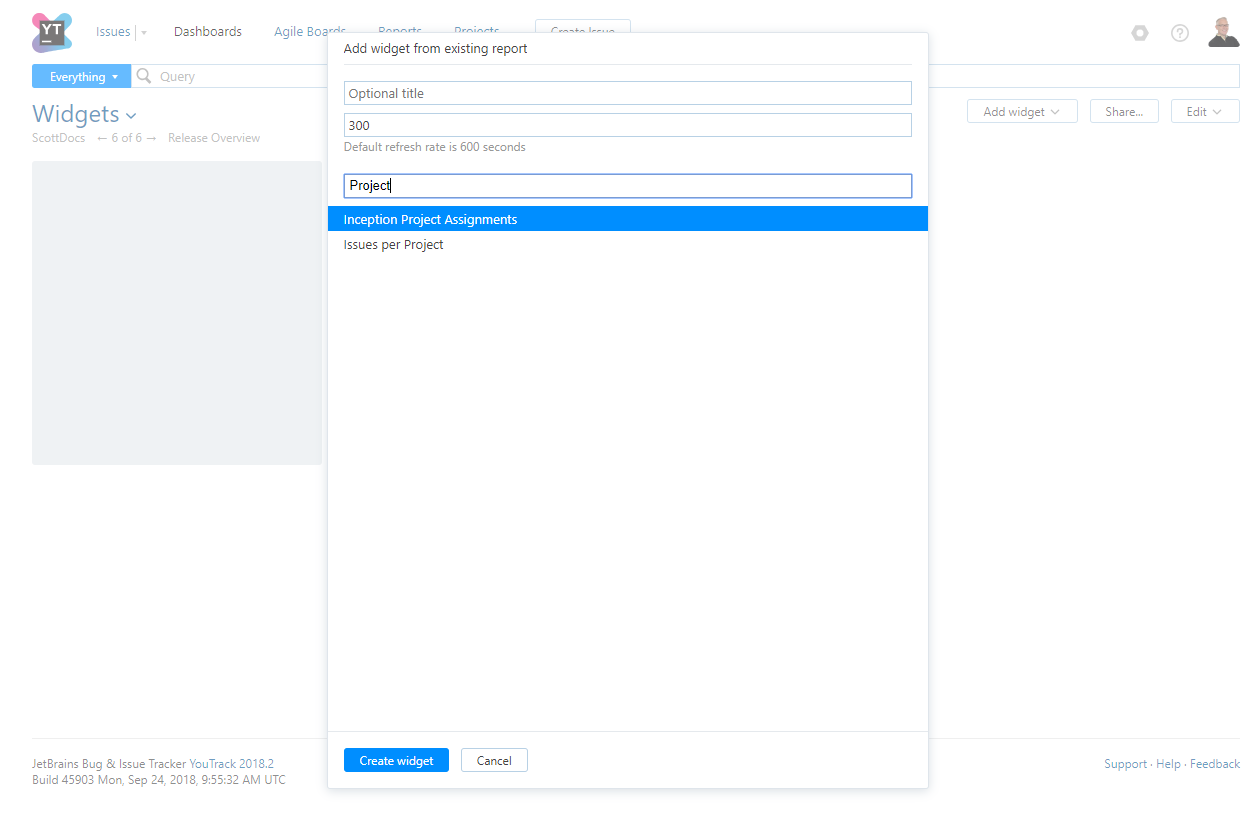 YT
Issues
Dashboards
Agile Boards
Reports
Projects
Create Issue
Add widget from existing report
Everything
Query
Optional title
Widgets
Add widget
Share...
Edit
300
ScottDocs ← 6 of 6 → Release Overview
Default refresh rate is 600 seconds
Project
Inception Project Assignments
Issues per Project
Create widget
Cancel
JetBrains Bug & Issue Tracker YouTrack 2018.2
Support · Help · Feedback
Build 45903 Mon, Sep 24, 2018, 9:55:32 AM UTC